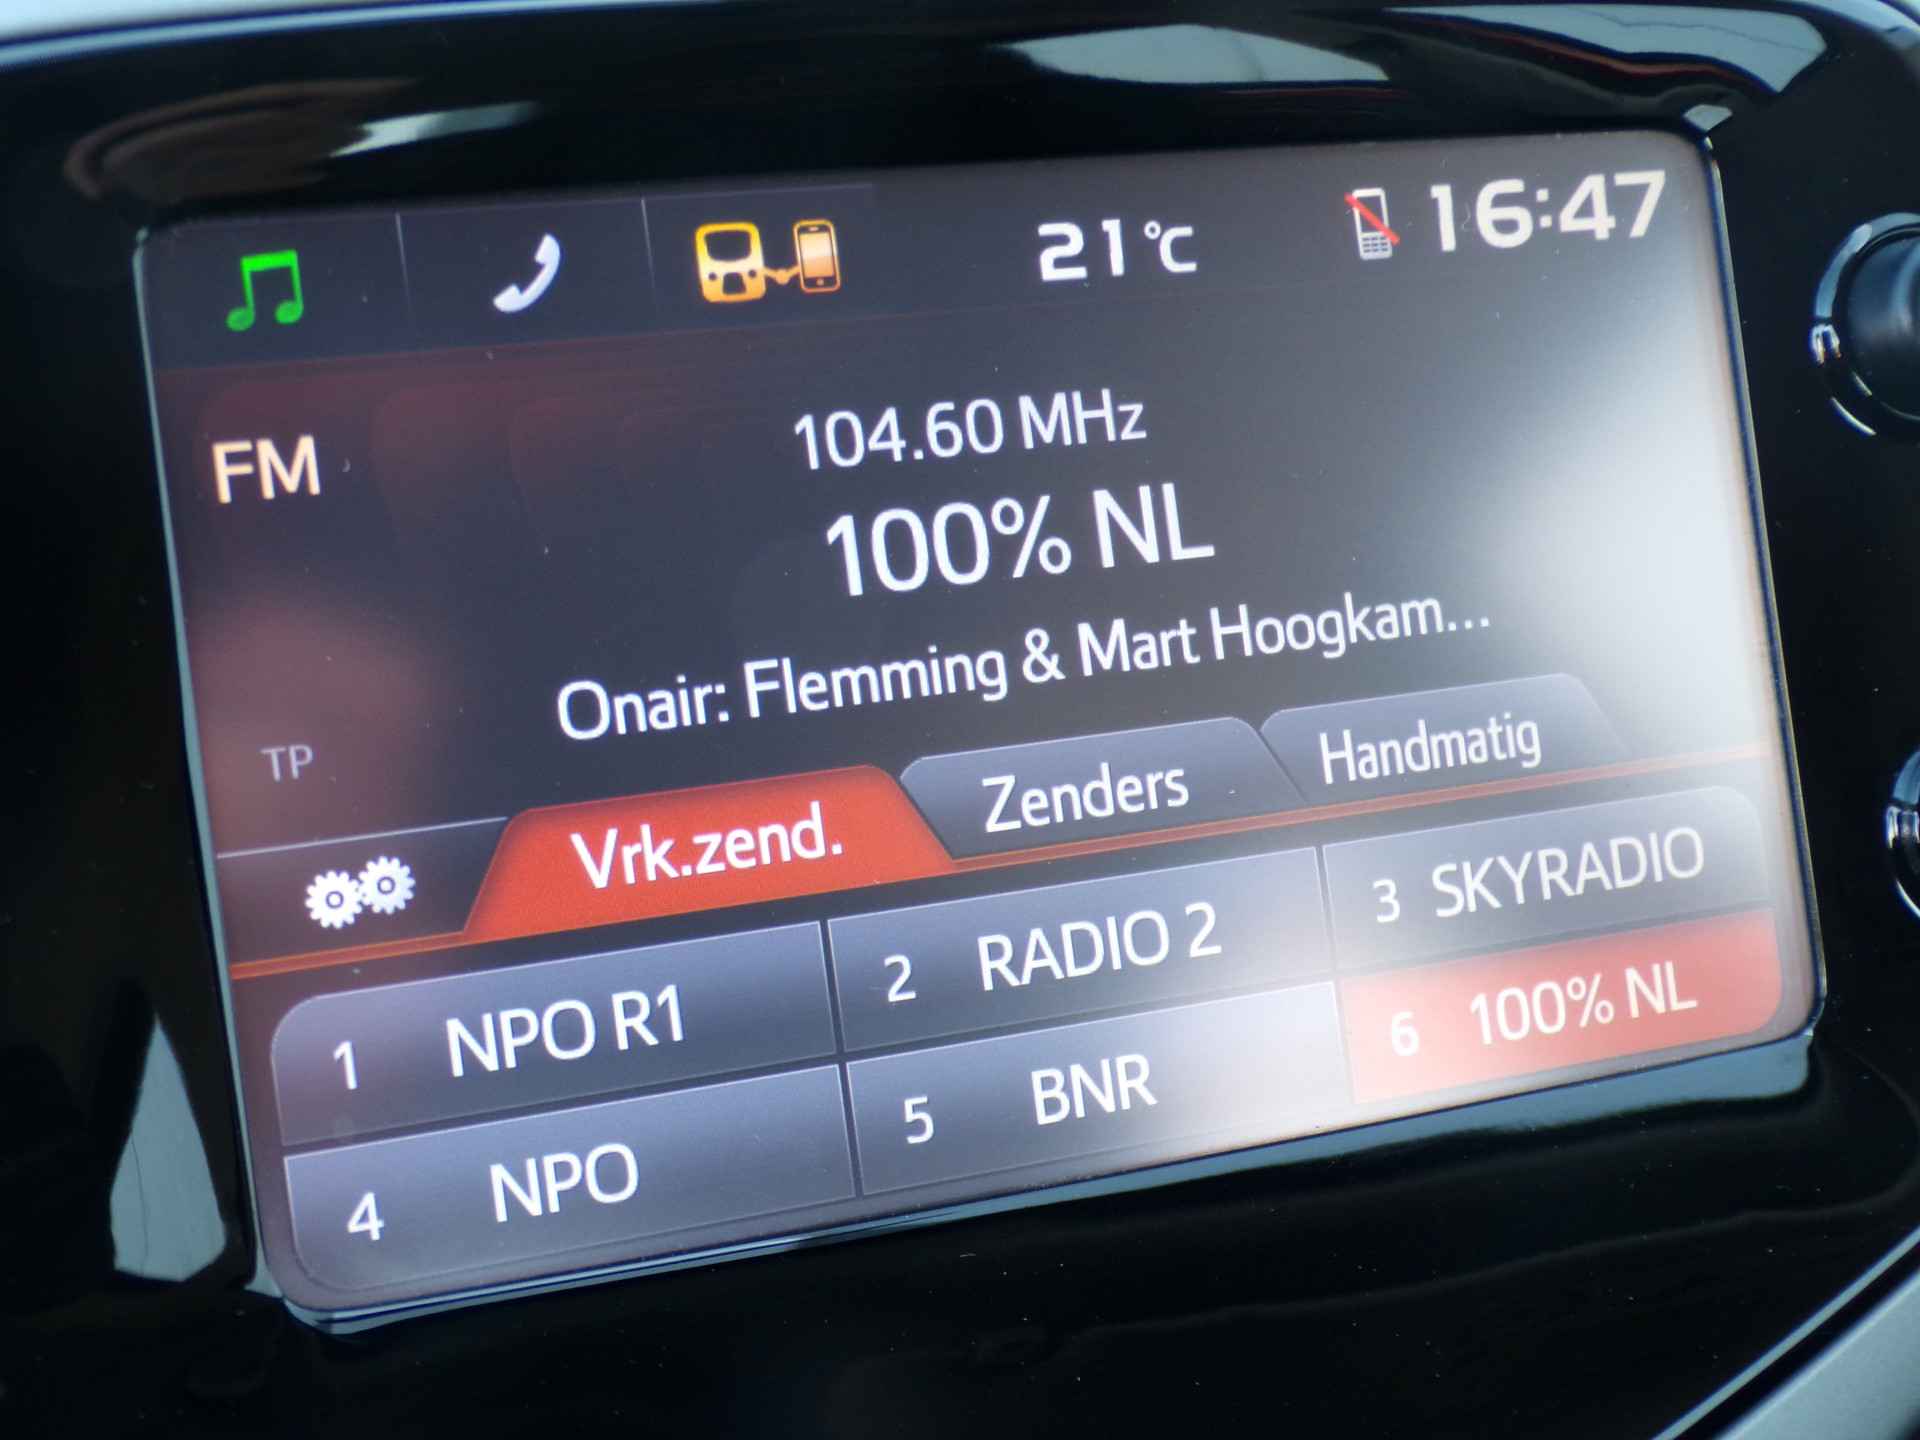 21°C 16:47
104.60 MHz
FM
100% NL
Onair: Flemming & Mart Hoogkam...
TP
Vrk.zend. Zenders Handmatig
1 NPO R1 2 RADIO 2 3 SKYRADIO
4 NPO 5 BNR 6 100% NL